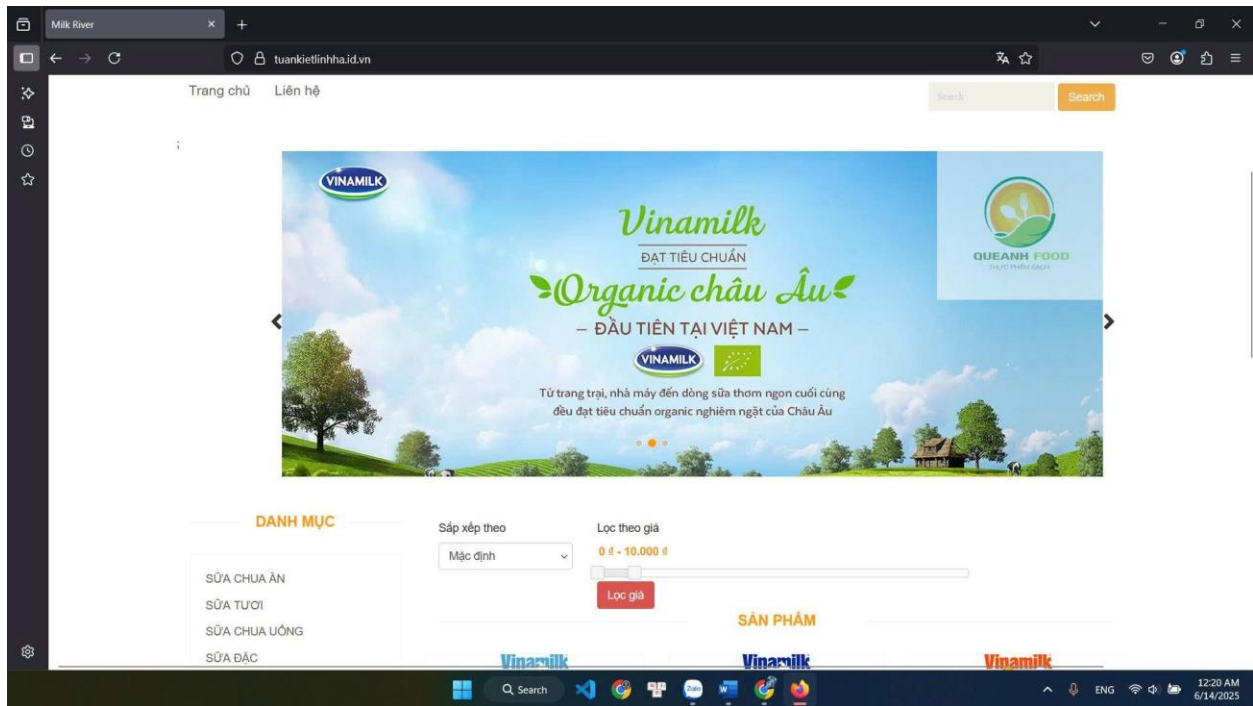 Milk River
tuankietlinhha.id.vn
Trang chủ Liên hệ
Search Search
;
VINAMILK
Vinamilk
ĐẠT TIÊU CHUẨN
Organic châu Âu
– ĐẦU TIÊN TẠI VIỆT NAM –
VINAMILK
Từ trang trại, nhà máy đến dòng sữa thơm ngon cuối cùng
đều đạt tiêu chuẩn organic nghiêm ngặt của Châu Âu
QUEANH FOOD
THỰC PHẨM SẠCH
DANH MỤC
SỮA CHUA ĂN
SỮA TƯƠI
SỮA CHUA UỐNG
SỮA ĐẶC
Sắp xếp theo
Mặc định
Lọc theo giá
0 đ - 10.000 đ
Lọc giá
SẢN PHẨM
Vinamilk Vinamilk Vinamilk
Search
Zalo
ENG
12:20 AM
6/14/2025